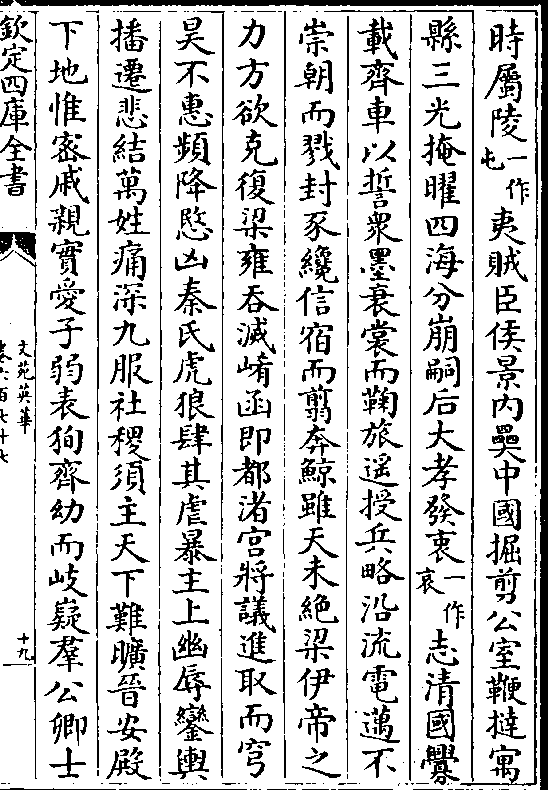 時屬陵一作屯夷賊臣侯景内㒹中國掘剪公室鞭撻㝢
縣三光掩曜四海分崩嗣后大孝發衷一作哀志清國釁
載齊車以誓衆墨衰裳而鞠旅遥授兵略沿流電邁不
崇朝而戮封豕纔信宿而翦奔鯨雖天未絶梁伊帝之
力方欲克復梁雍吞滅崤函即都渚宫將議進取而穹
昊不惠頻降愍凶秦氏虎狼肆其虐暴主上幽辱鑾輿
播遷悲結萬姓痛深九服社稷須主天下難曠晉安殿
下地惟宻戚親實愛子弱表狥齊幼而岐嶷羣公卿士
欽定四庫全書
文苑英華
卷六百七十七
十九